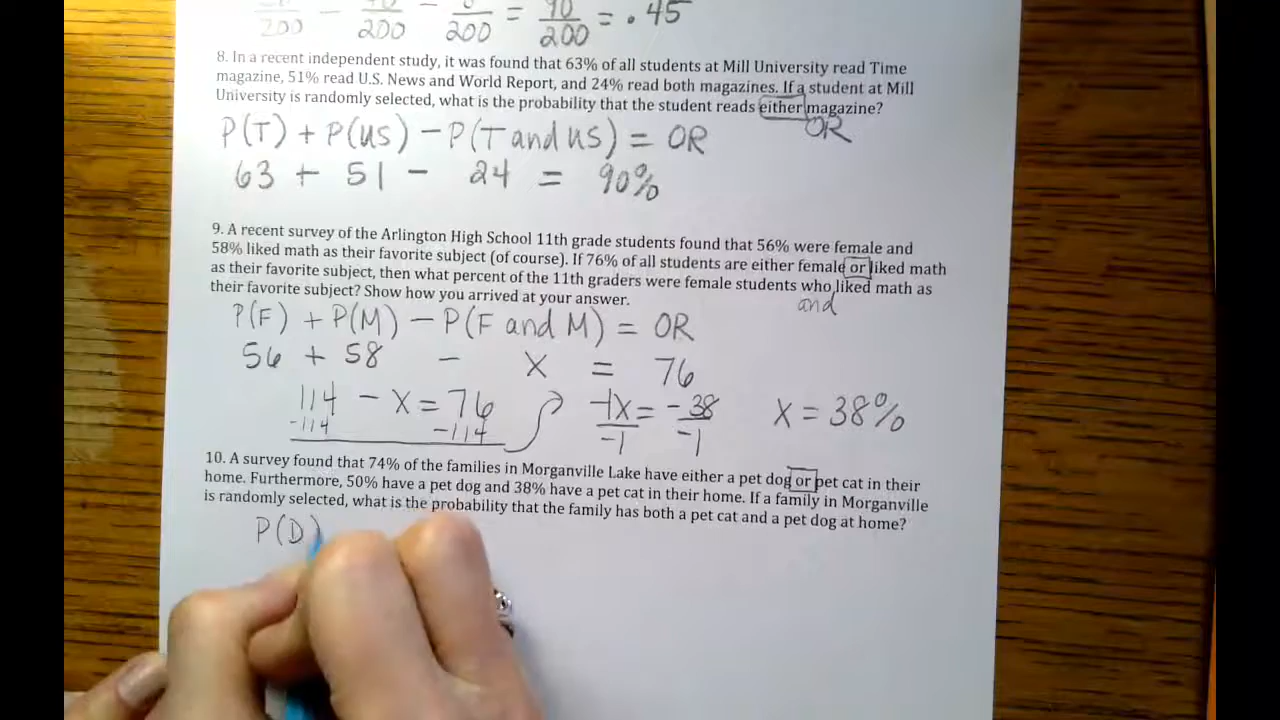 200 - 200 - 200 = 90/200 = .45
8. In a recent independent study, it was found that 63% of all students at Mill University read Time
magazine, 51% read U.S. News and World Report, and 24% read both magazines. If a student at Mill
University is randomly selected, what is the probability that the student reads either magazine?
OR
P(T) + P(US) - P(T and US) = OR
63 + 51 - 24 = 90%
9. A recent survey of the Arlington High School 11th grade students found that 56% were female and
58% liked math as their favorite subject (of course). If 76% of all students are either female or liked math
as their favorite subject, then what percent of the 11th graders were female students who liked math as
their favorite subject? Show how you arrived at your answer.
and
P(F) + P(M) - P(F and M) = OR
56 + 58 - X = 76
114 - X = 76 -1X = -38 X = 38%
-114 -114 -1 -1
10. A survey found that 74% of the families in Morganville Lake have either a pet dog or pet cat in their
home. Furthermore, 50% have a pet dog and 38% have a pet cat in their home. If a family in Morganville
is randomly selected, what is the probability that the family has both a pet cat and a pet dog at home?
P(D)